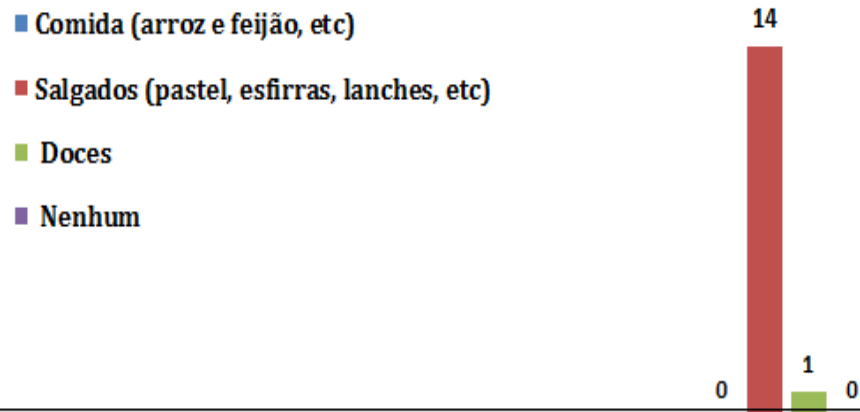 Comida (arroz e feijão, etc)
Salgados (pastel, esfirras, lanches, etc)
Doces
Nenhum
14
1
0
0